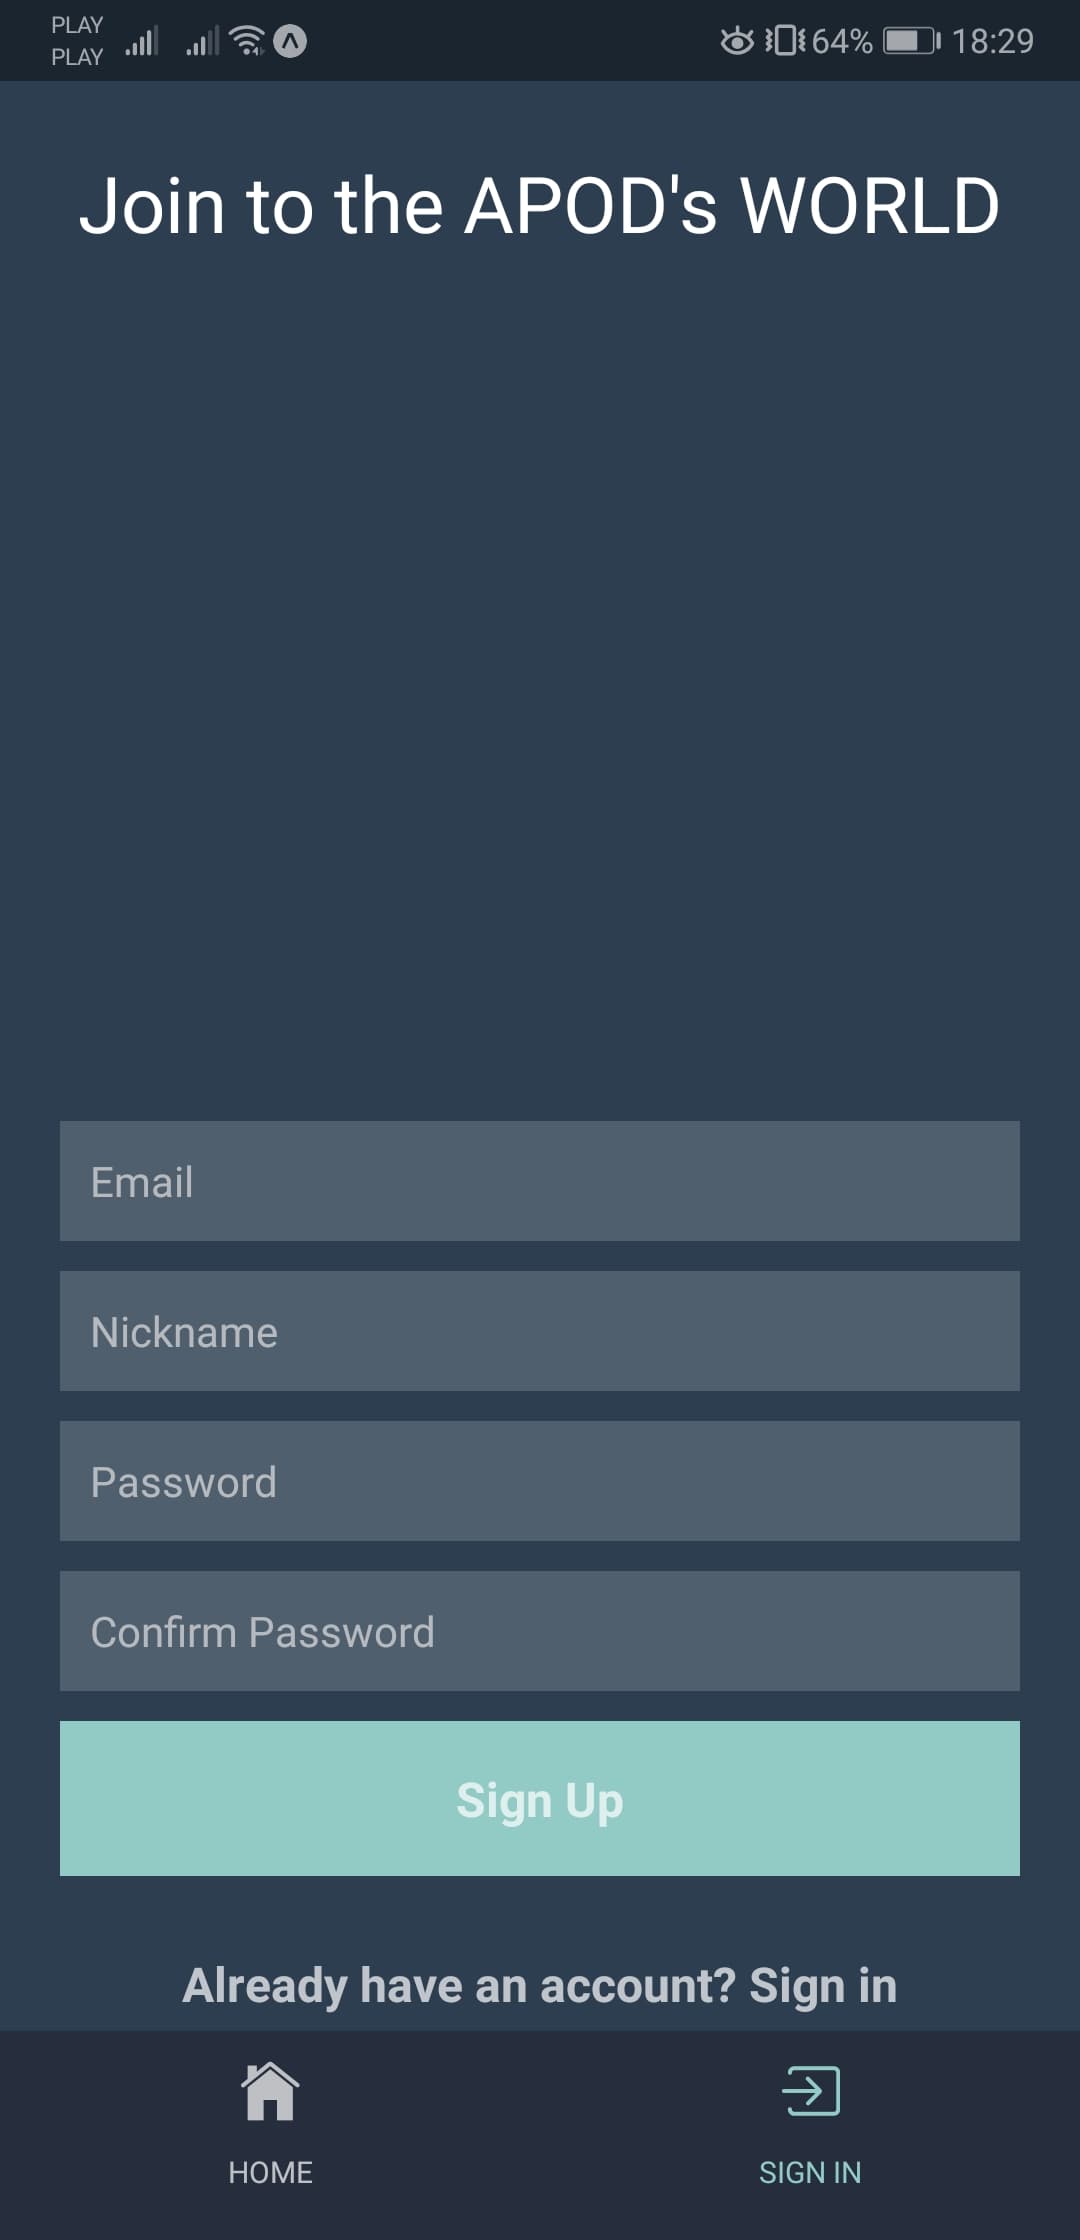 PLAY
PLAY
64% 18:29
Join to the APOD's WORLD
Email
Nickname
Password
Confirm Password
Sign Up
Already have an account? Sign in
HOME
SIGN IN